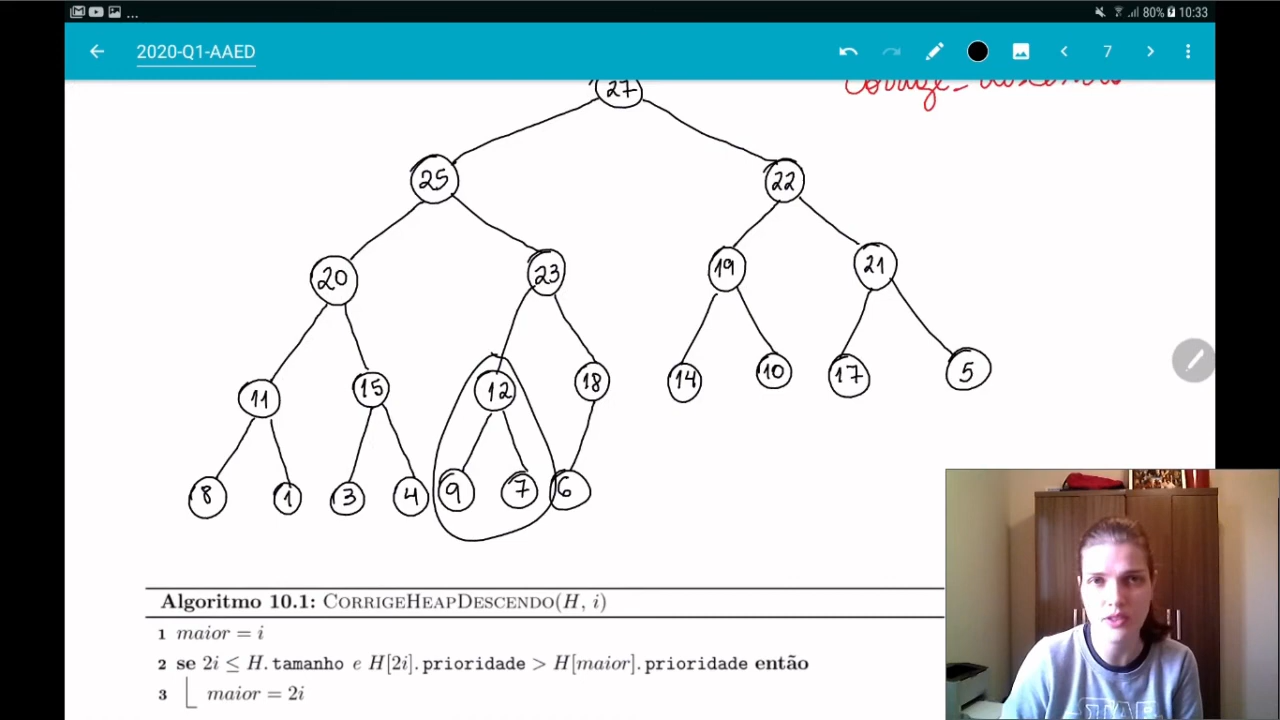 ... 80% 10:33
2020-Q1-AAED 7
27
25 22
20 23 19 21
11 15 12 18 14 10 17 5
8 1 3 4 9 7 6
Algoritmo 10.1: CORRIGEHEAPDESCENDO(H, i)
1 maior = i
2 se 2i ≤ H.tamanho e H[2i].prioridade > H[maior].prioridade então
3 maior = 2i